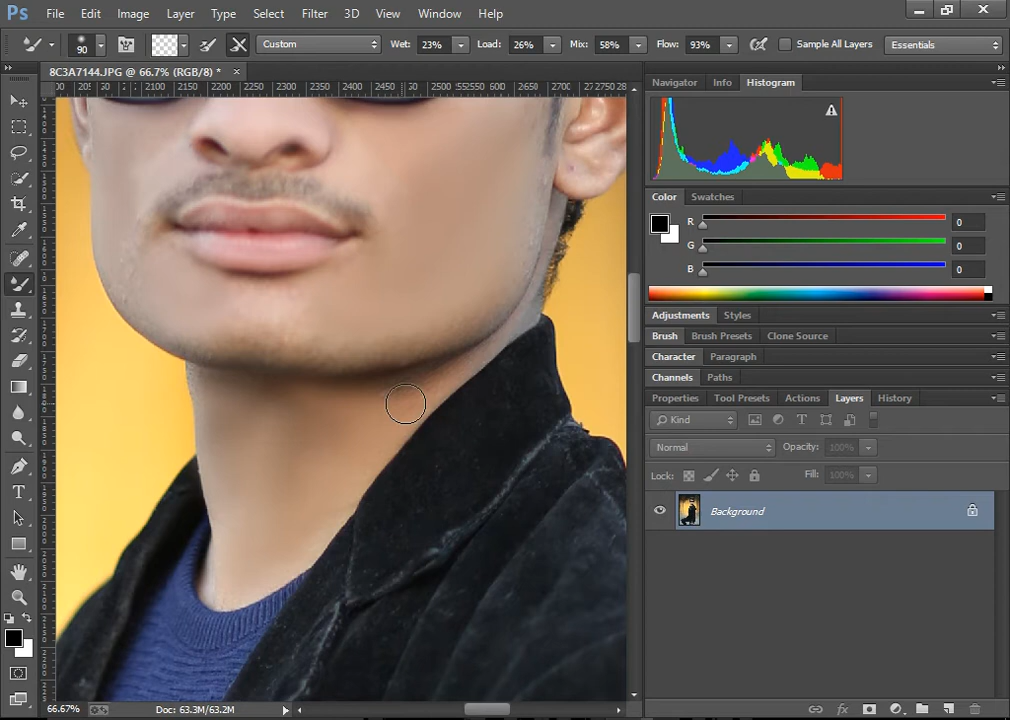 Ps File Edit Image Layer Type Select Filter 3D View Window Help
90 Custom Wet: 23% Load: 26% Mix: 58% Flow: 93% Sample All Layers Essentials
8C3A7144.JPG @ 66.7% (RGB/8) *
Navigator Info Histogram
Color Swatches
R 0
G 0
B 0
Adjustments Styles
Brush Brush Presets Clone Source
Character Paragraph
Channels Paths
Properties Tool Presets Actions Layers History
Kind
Normal Opacity: 100%
Lock: Fill: 100%
Background
66.67% Doc: 63.3M/63.2M